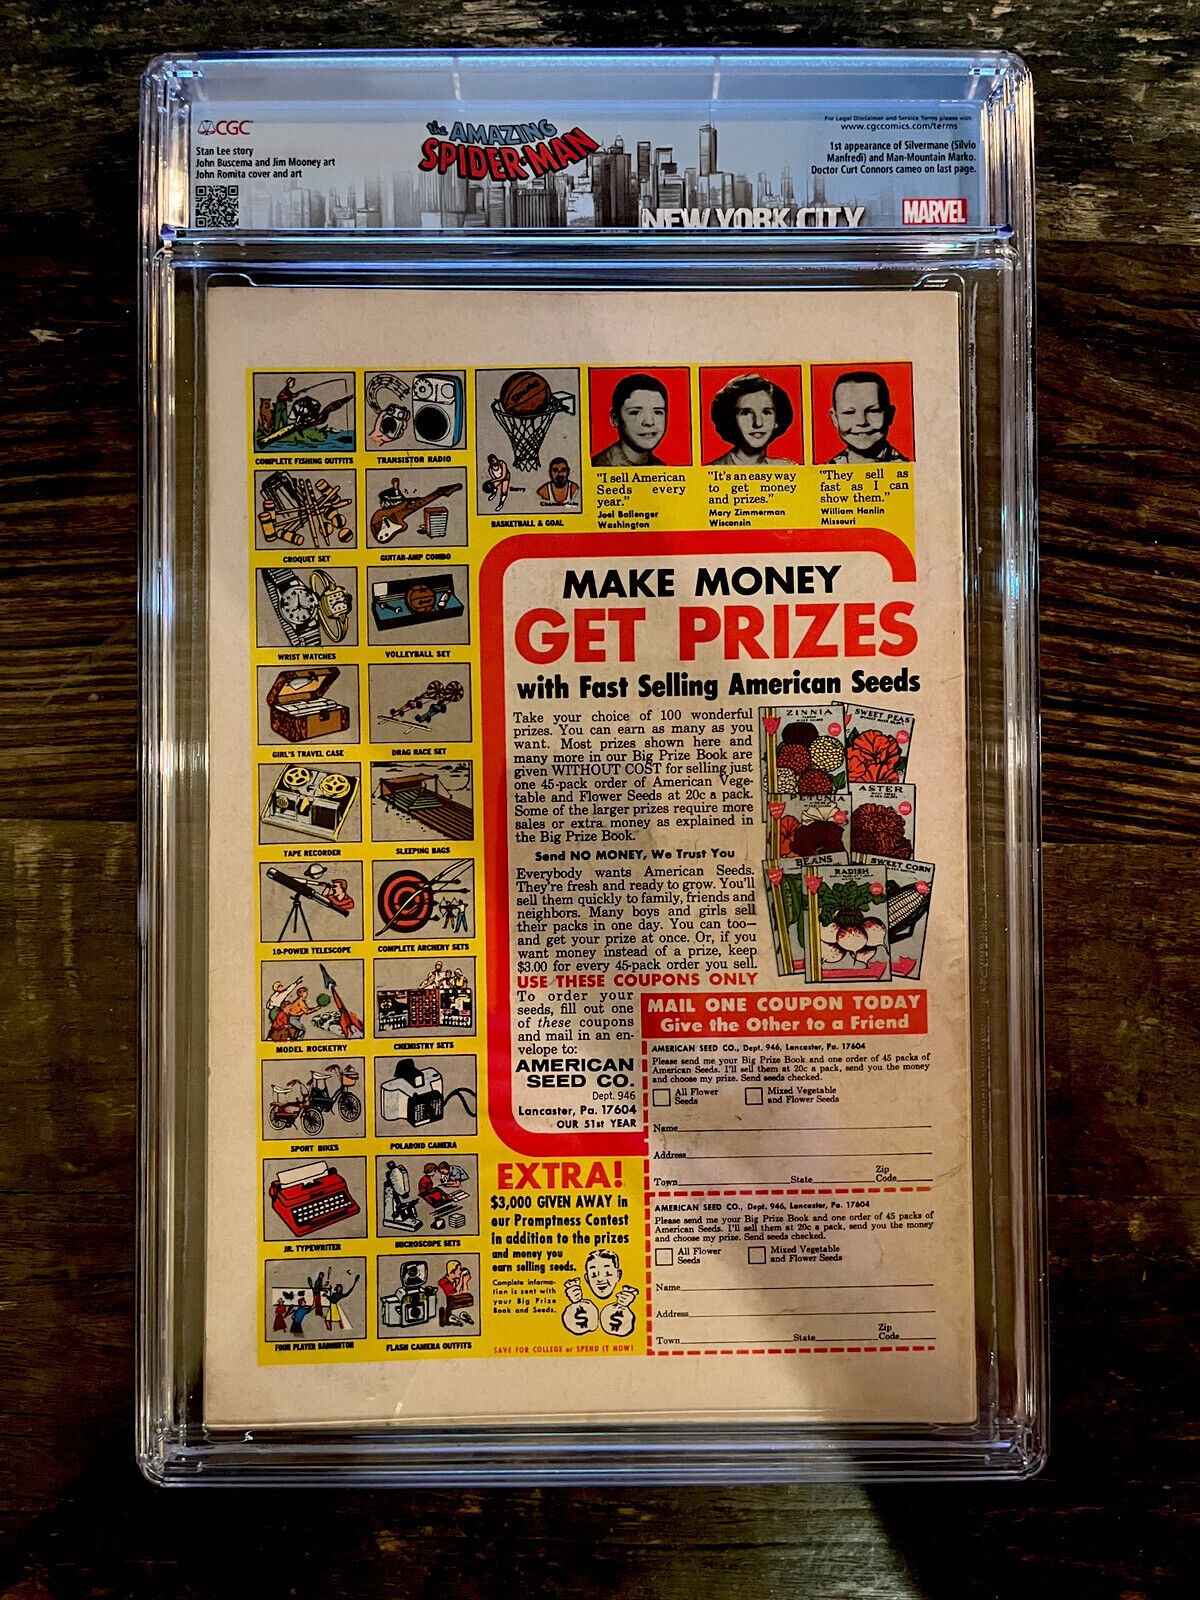 CGC
Stan Lee story
John Buscema and Jim Mooney art
John Romita cover and art
the AMAZING
SPIDER-MAN
NEW YORK CITY
For Legal Disclaimer and Service Terms please visit
www.cgccomics.com/terms
1st appearance of Silvermane (Silvio
Manfredi) and Man-Mountain Marko.
Doctor Curt Connors cameo on last page.
MARVEL
COMPLETE FISHING OUTFITS
TRANSISTOR RADIO
CROQUET SET
GUITAR-AMP COMBO
BASKETBALL & GOAL
WRIST WATCHES
VOLLEYBALL SET
GIRL'S TRAVEL CASE
DRAG RACE SET
TAPE RECORDER
SLEEPING BAGS
10-POWER TELESCOPE
COMPLETE ARCHERY SETS
MODEL ROCKETRY
CHEMISTRY SETS
SPORT BIKES
POLAROID CAMERA
JR. TYPEWRITER
MICROSCOPE SETS
FOUR PLAYER BADMINTON
FLASH CAMERA OUTFITS
"I sell American
Seeds every
year."
Joel Ballenger
Washington
"It's an easy way
to get money
and prizes."
Mary Zimmerman
Wisconsin
"They sell as
fast as I can
show them."
William Hanlin
Missouri
MAKE MONEY
GET PRIZES
with Fast Selling American Seeds
Take your choice of 100 wonderful
prizes. You can earn as many as you
want. Most prizes shown here and
many more in our Big Prize Book are
given WITHOUT COST for selling just
one 45-pack order of American Vege-
table and Flower Seeds at 20c a pack.
Some of the larger prizes require more
sales or extra money as explained in
the Big Prize Book.
Send NO MONEY, We Trust You
Everybody wants American Seeds.
They're fresh and ready to grow. You'll
sell them quickly to family, friends and
neighbors. Many boys and girls sell
their packs in one day. You can too—
and get your prize at once. Or, if you
want money instead of a prize, keep
$3.00 for every 45-pack order you sell.
USE THESE COUPONS ONLY
To order your
seeds, fill out one
of these coupons
and mail in an en-
velope to:
AMERICAN
SEED CO.
Dept. 946
Lancaster, Pa. 17604
OUR 51st YEAR
ZINNIA
SWEET PEAS
PETUNIA
ASTER
BEANS
RADISH
SWEET CORN
MAIL ONE COUPON TODAY
Give the Other to a Friend
AMERICAN SEED CO., Dept. 946, Lancaster, Pa. 17604
Please send me your Big Prize Book and one order of 45 packs of
American Seeds. I'll sell them at 20c a pack, send you the money
and choose my prize. Send seeds checked.
All Flower
Seeds
Mixed Vegetable
and Flower Seeds
Name
Address
Town State Zip Code
AMERICAN SEED CO., Dept. 946, Lancaster, Pa. 17604
Please send me your Big Prize Book and one order of 45 packs of
American Seeds. I'll sell them at 20c a pack, send you the money
and choose my prize. Send seeds checked.
All Flower
Seeds
Mixed Vegetable
and Flower Seeds
Name
Address
Town State Zip Code
EXTRA!
$3,000 GIVEN AWAY in
our Promptness Contest
in addition to the prizes
and money you
earn selling seeds.
Complete informa-
tion is sent with
your Big Prize
Book and Seeds.
$ $
SAVE FOR COLLEGE or SPEND IT NOW!